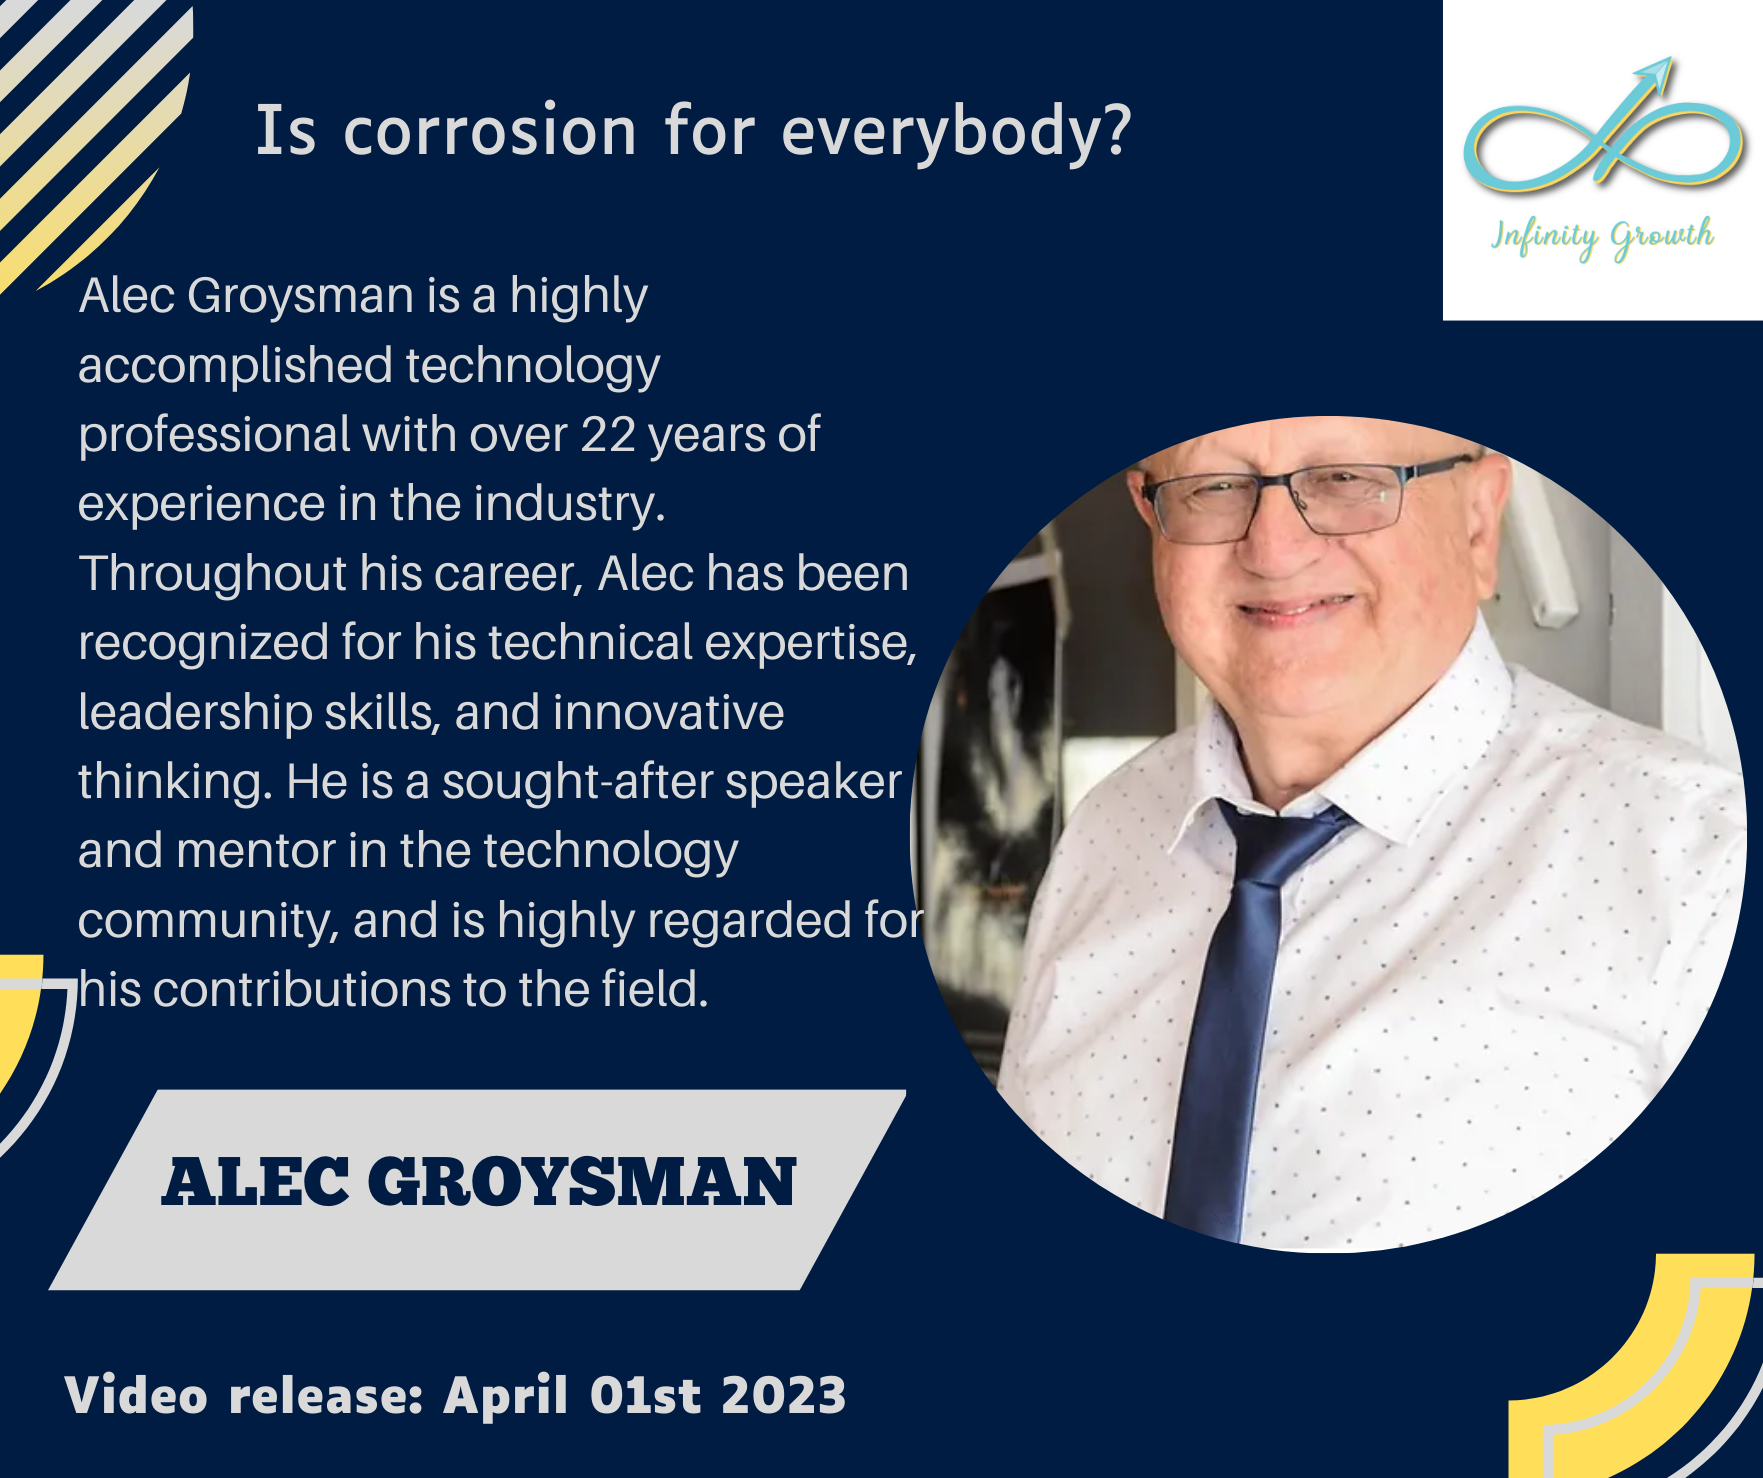 Is corrosion for everybody?
Infinity Growth
Alec Groysman is a highly
accomplished technology
professional with over 22 years of
experience in the industry.
Throughout his career, Alec has been
recognized for his technical expertise,
leadership skills, and innovative
thinking. He is a sought-after speaker
and mentor in the technology
community, and is highly regarded for
his contributions to the field.
ALEC GROYSMAN
Video release: April 01st 2023